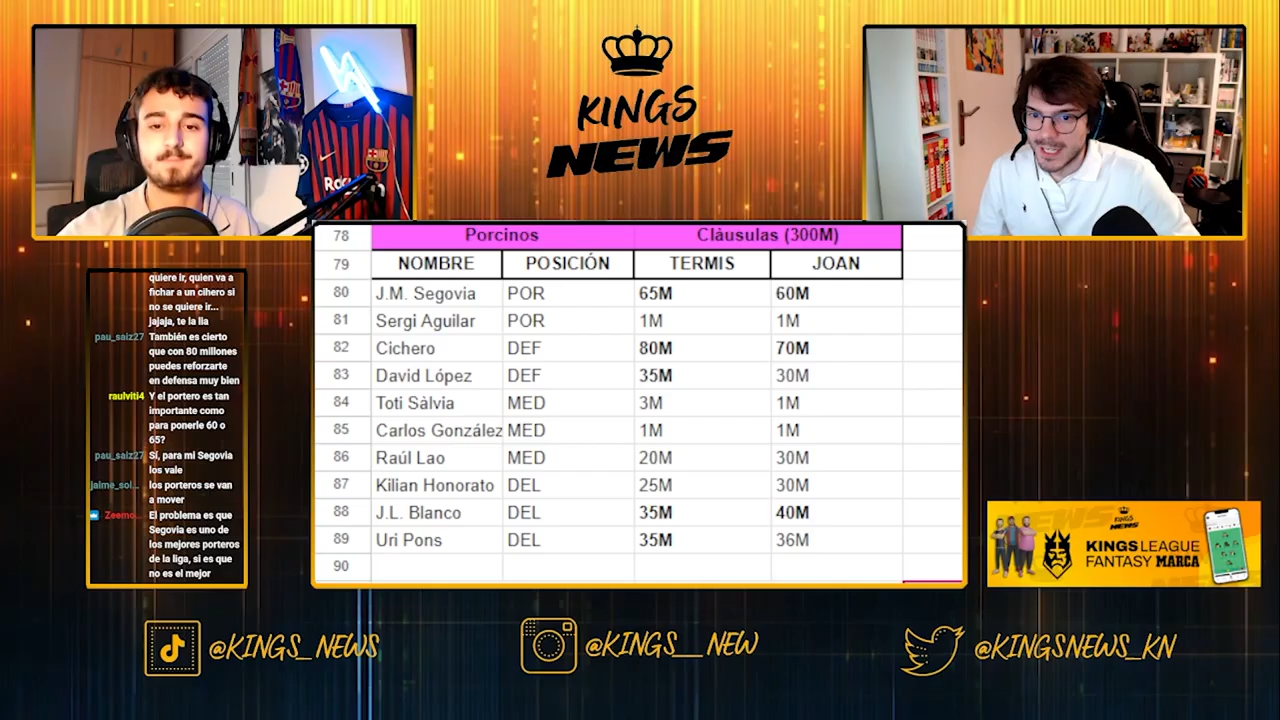 KINGS
NEWS
78 Porcinos Cláusulas (300M)
79 NOMBRE POSICIÓN TERMIS JOAN
80 J.M. Segovia POR 65M 60M
81 Sergi Aguilar POR 1M 1M
82 Cichero DEF 80M 70M
83 David López DEF 35M 30M
84 Toti Sàlvia MED 3M 1M
85 Carlos González MED 1M 1M
86 Raúl Lao MED 20M 30M
87 Kilian Honorato DEL 25M 30M
88 J.L. Blanco DEL 35M 40M
89 Uri Pons DEL 35M 36M
90
quiere ir, quien va a
fichar a un cihero si
no se quiere ir...
jajaja, te la lia
pau_saiz27 También es cierto
que con 80 millones
puedes reforzarte
en defensa muy bien
raulviti4 Y el portero es tan
importante como
para ponerle 60 o
65?
pau_saiz27 Sí, para mi Segovia
los vale
jaime_sol... los porteros se van
a mover
Zeemo... El problema es que
Segovia es uno de
los mejores porteros
de la liga, si es que
no es el mejor
KINGS
NEWS
KINGS LEAGUE
FANTASY MARCA
@KINGS_NEWS
@KINGS__NEW
@KINGSNEWS_KN